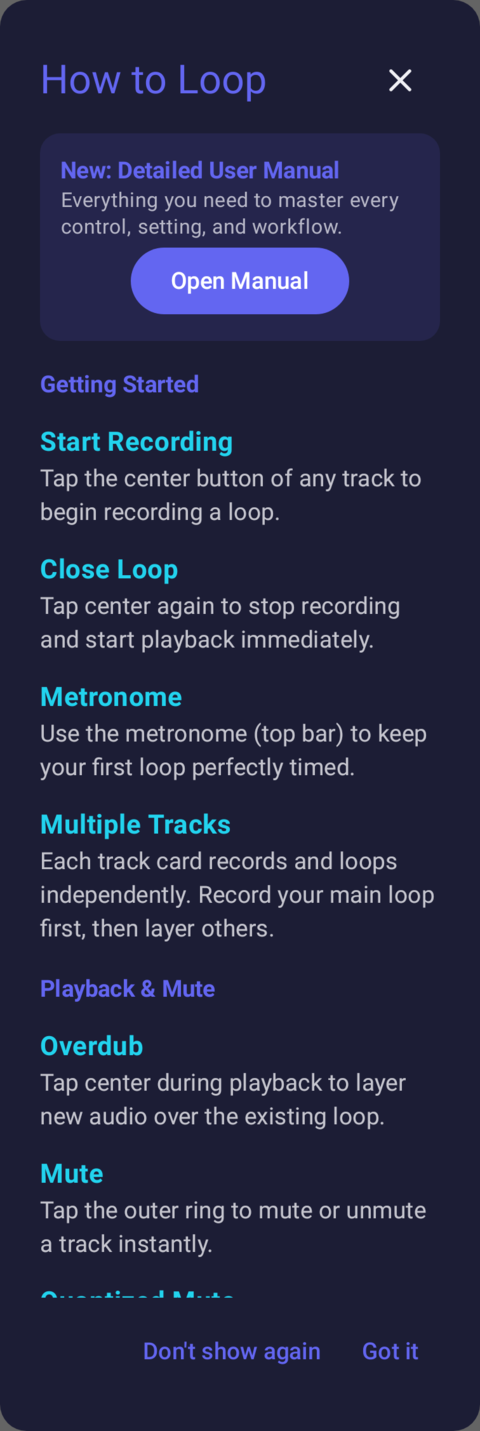 How to Loop
New: Detailed User Manual
Everything you need to master every
control, setting, and workflow.
Open Manual
Getting Started
Start Recording
Tap the center button of any track to
begin recording a loop.
Close Loop
Tap center again to stop recording
and start playback immediately.
Metronome
Use the metronome (top bar) to keep
your first loop perfectly timed.
Multiple Tracks
Each track card records and loops
independently. Record your main loop
first, then layer others.
Playback & Mute
Overdub
Tap center during playback to layer
new audio over the existing loop.
Mute
Tap the outer ring to mute or unmute
a track instantly.
Quantized Mute
Don't show again
Got it